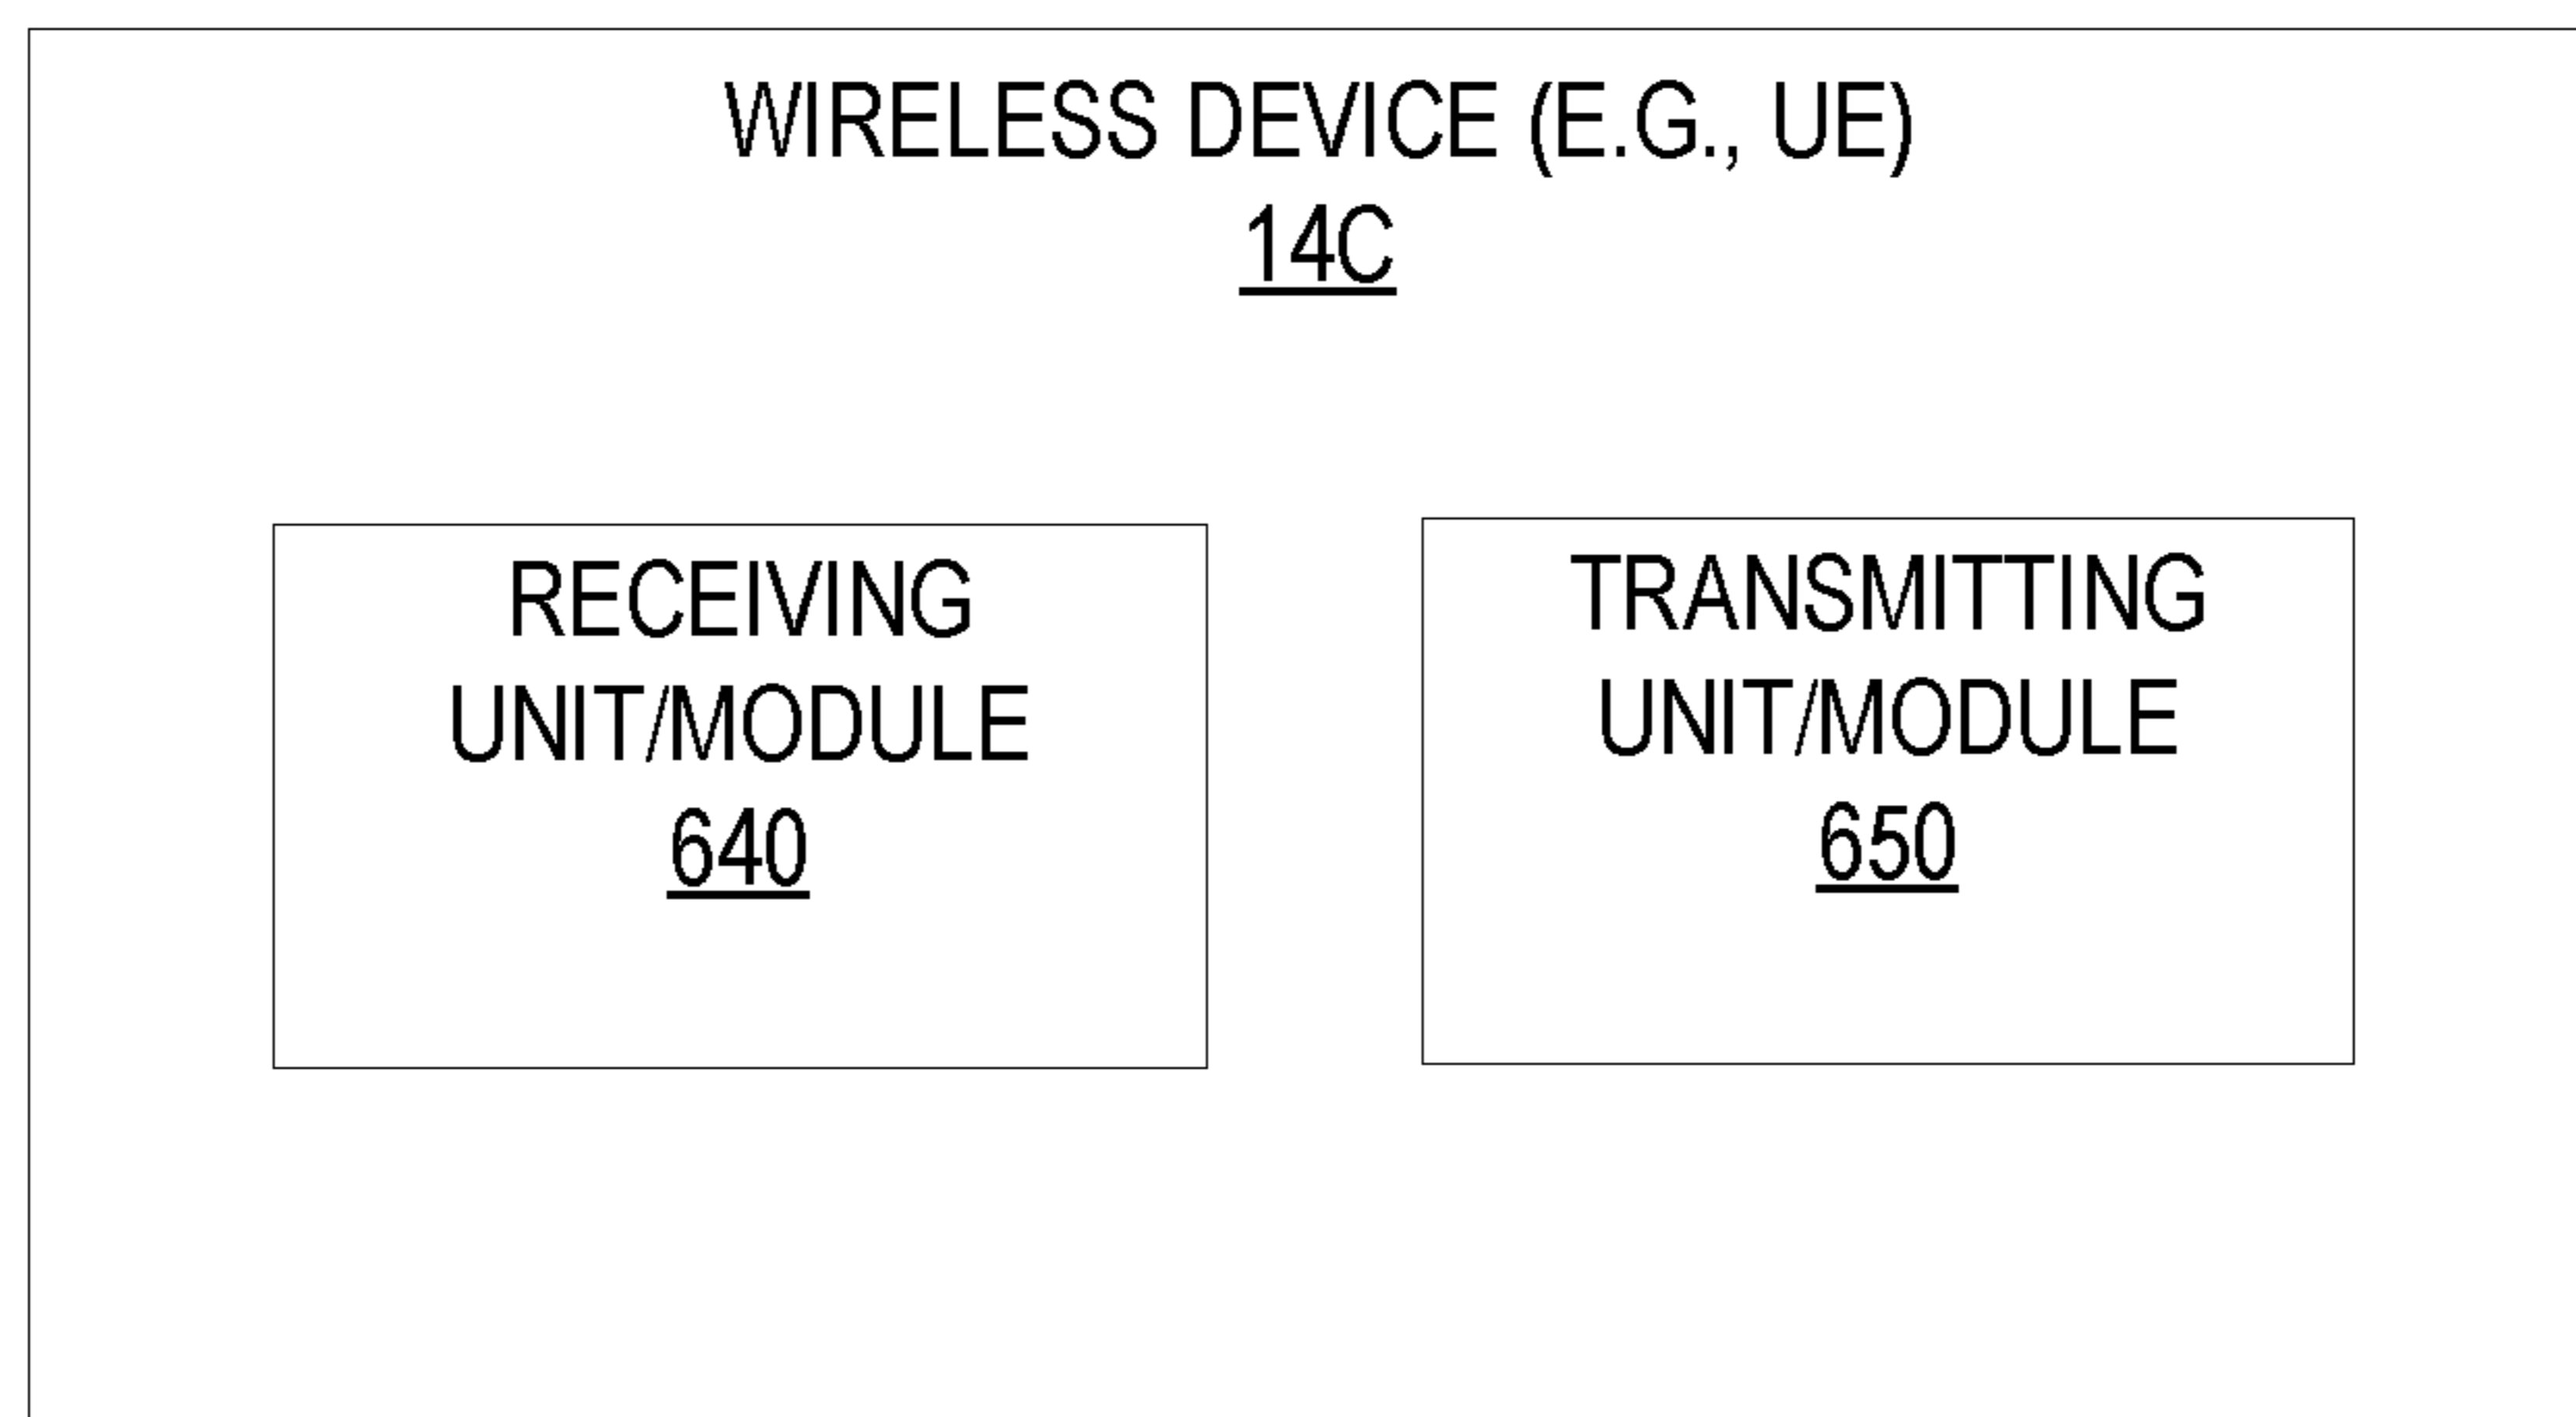 WIRELESS DEVICE (E.G., UE)
14C
RECEIVING
UNIT/MODULE
640
TRANSMITTING
UNIT/MODULE
650